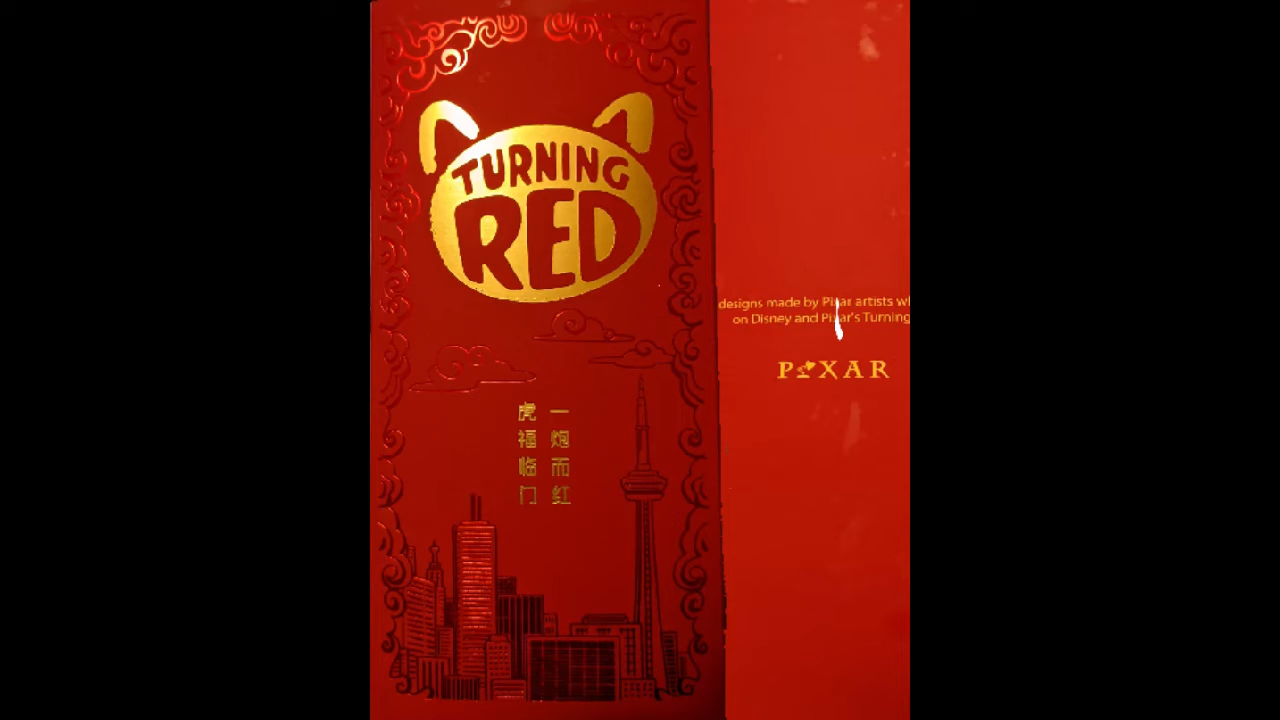 TURNING
RED
一炮而红
虎福临门
designs made by Pixar artists
on Disney and Pixar's Turning
PIXAR